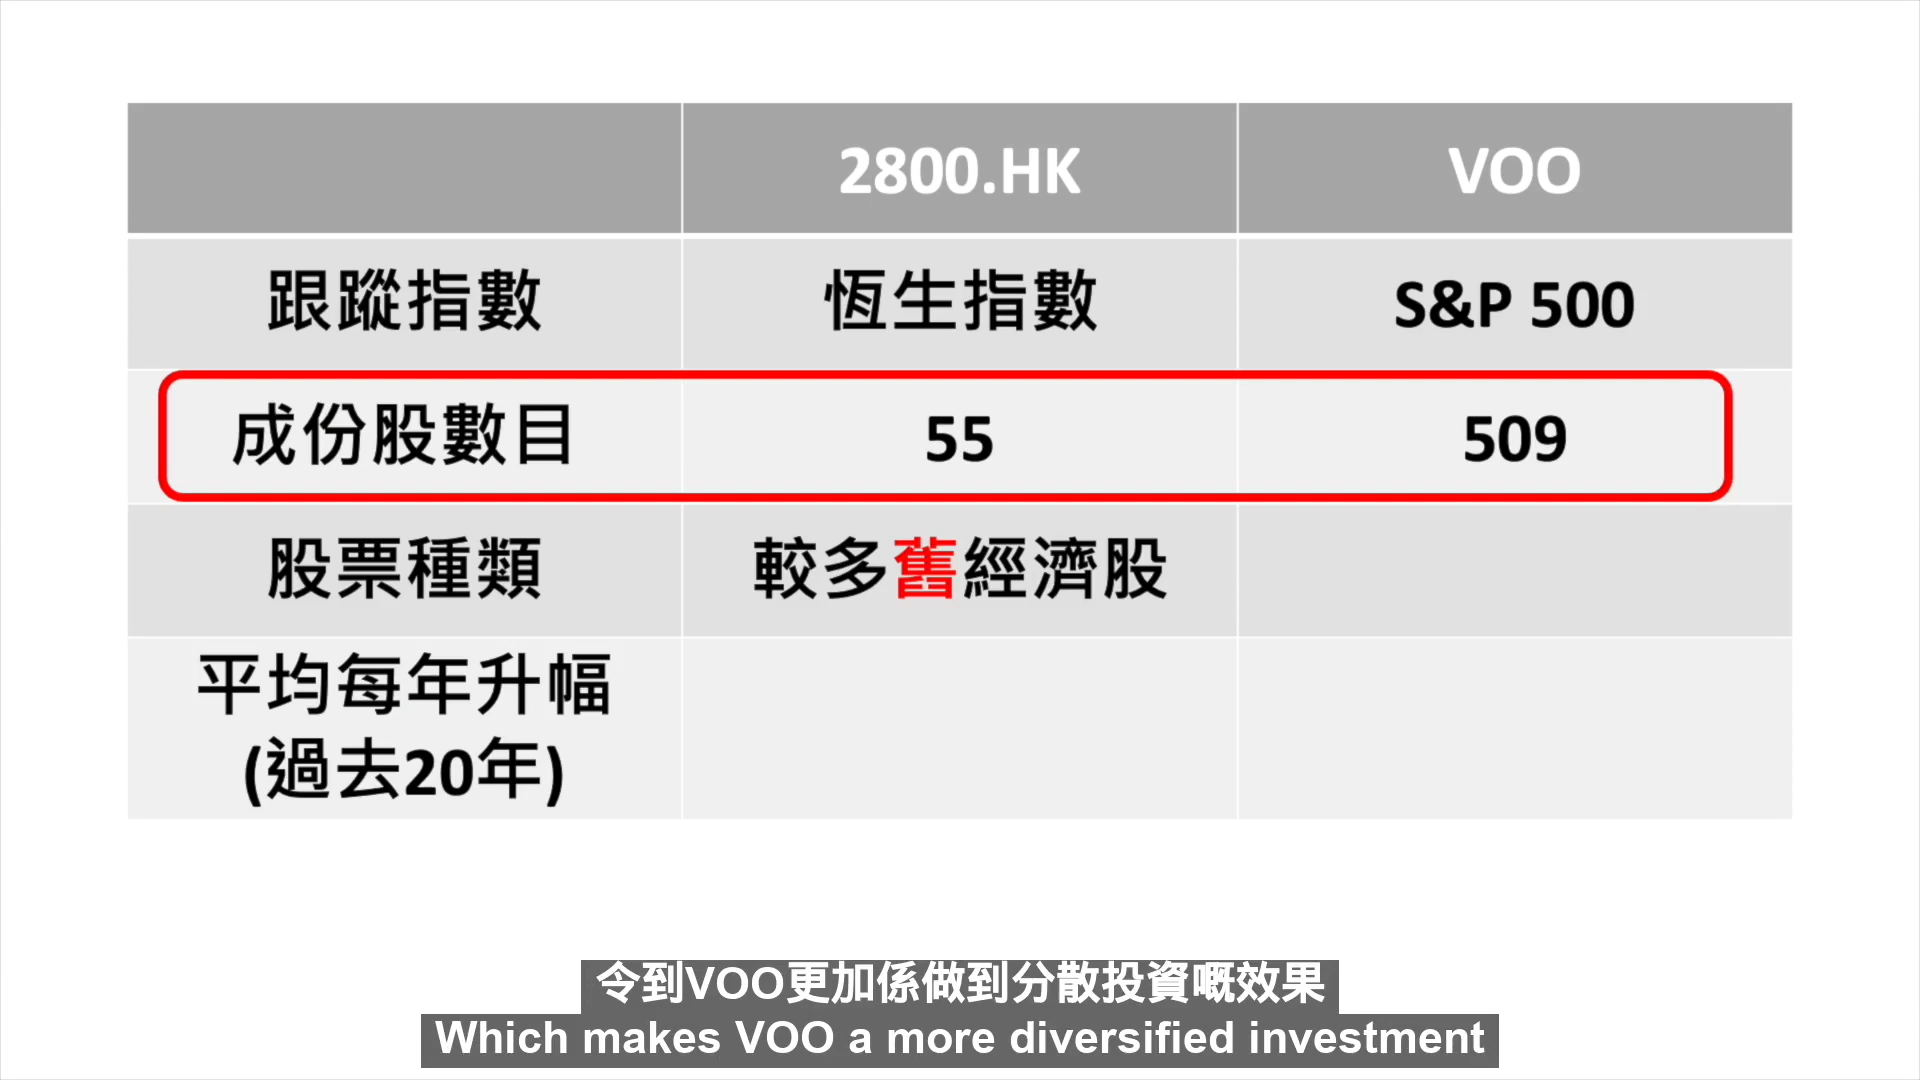 2800.HK
VOO
跟蹤指數
恆生指數
S&P 500
成份股數目
55
509
股票種類
較多舊經濟股
平均每年升幅
(過去20年)
令到VOO更加係做到分散投資嘅效果
Which makes VOO a more diversified investment